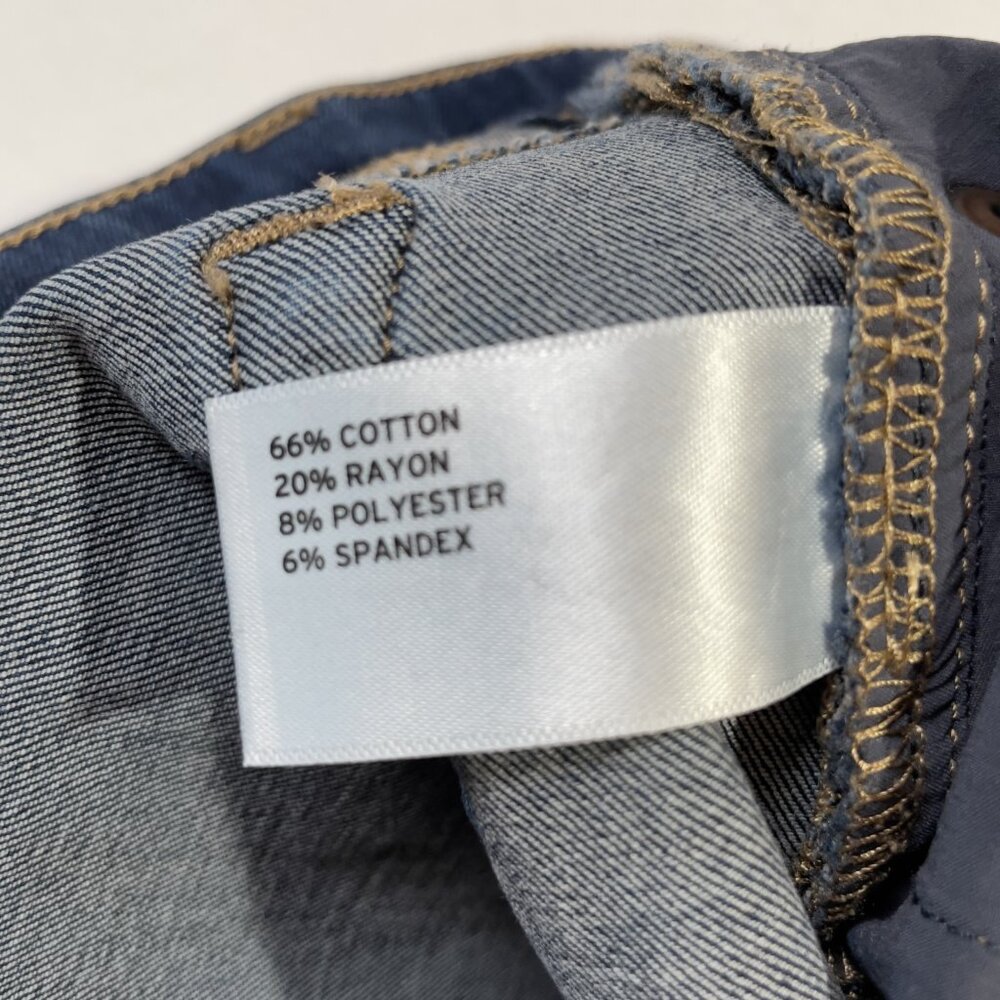 66% COTTON
20% RAYON
8% POLYESTER
6% SPANDEX